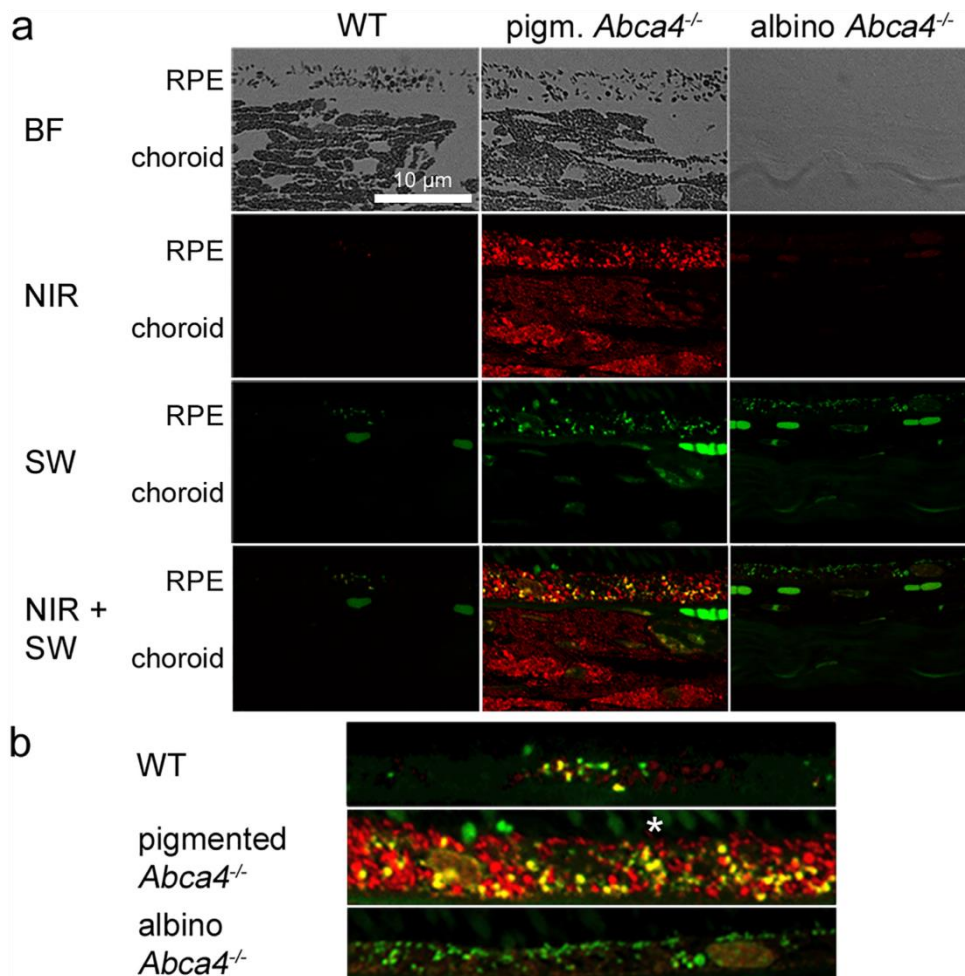 a
WT pigm. Abca4-/- albino Abca4-/-
BF
RPE
choroid
10 µm
NIR
RPE
choroid
SW
RPE
choroid
NIR +
SW
RPE
choroid
b
WT
pigmented
Abca4-/-
*
albino
Abca4-/-